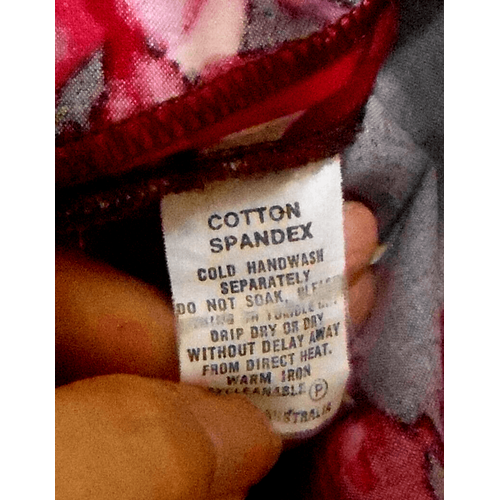 COTTON
SPANDEX
COLD HANDWASH
SEPARATELY
DO NOT SOAK,
DRIP DRY OR DRY
WITHOUT DELAY AWAY
FROM DIRECT HEAT.
WARM IRON
P
AUSTRALIA